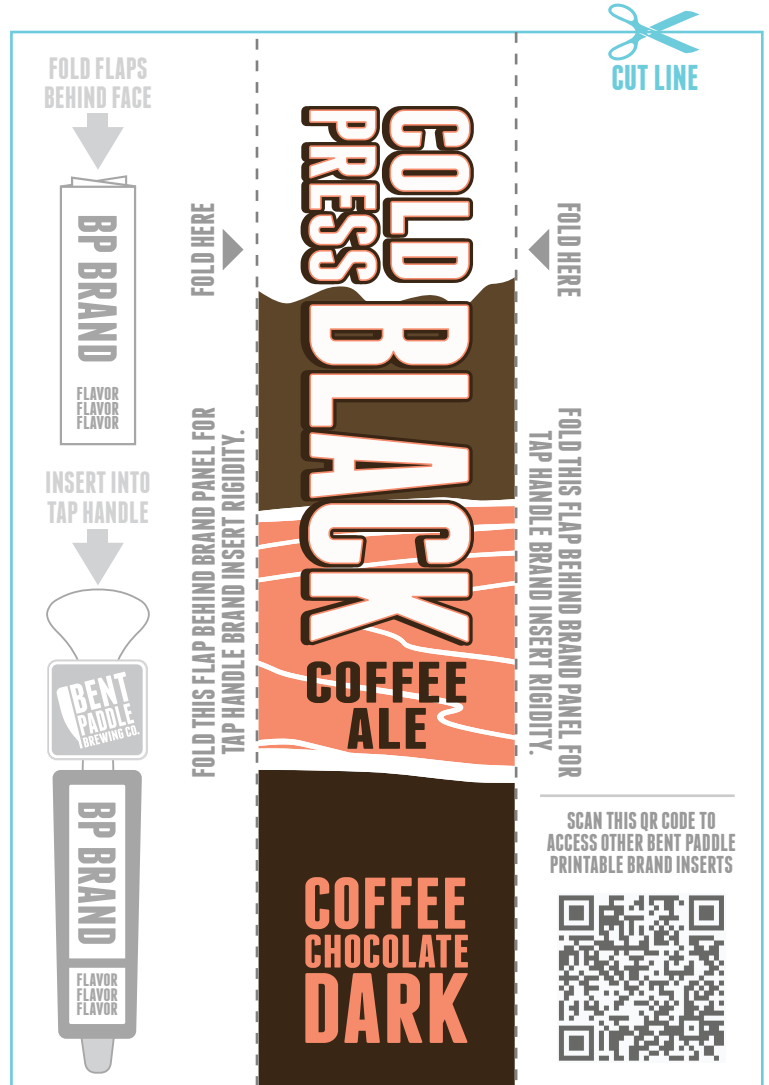 CUT LINE
FOLD FLAPS
BEHIND FACE
BP BRAND
FLAVOR
FLAVOR
FLAVOR
INSERT INTO
TAP HANDLE
BENT
PADDLE
BREWING CO.
BP BRAND
FLAVOR
FLAVOR
FLAVOR
FOLD HERE
FOLD THIS FLAP BEHIND BRAND PANEL FOR
TAP HANDLE BRAND INSERT RIGIDITY.
COLD
PRESS
BLACK
COFFEE
ALE
COFFEE
CHOCOLATE
DARK
FOLD HERE
FOLD THIS FLAP BEHIND BRAND PANEL FOR
TAP HANDLE BRAND INSERT RIGIDITY.
SCAN THIS QR CODE TO
ACCESS OTHER BENT PADDLE
PRINTABLE BRAND INSERTS